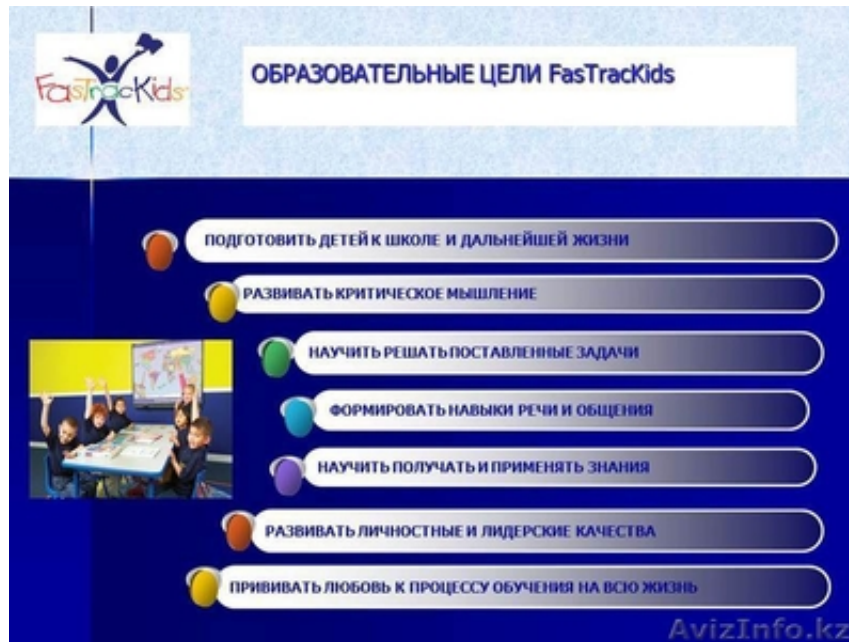 FasTracKids
ОБРАЗОВАТЕЛЬНЫЕ ЦЕЛИ FasTracKids
ПОДГОТОВИТЬ ДЕТЕЙ К ШКОЛЕ И ДАЛЬНЕЙШЕЙ ЖИЗНИ
РАЗВИВАТЬ КРИТИЧЕСКОЕ МЫШЛЕНИЕ
НАУЧИТЬ РЕШАТЬ ПОСТАВЛЕННЫЕ ЗАДАЧИ
ФОРМИРОВАТЬ НАВЫКИ РЕЧИ И ОБЩЕНИЯ
НАУЧИТЬ ПОЛУЧАТЬ И ПРИМЕНЯТЬ ЗНАНИЯ
РАЗВИВАТЬ ЛИЧНОСТНЫЕ И ЛИДЕРСКИЕ КАЧЕСТВА
ПРИВИВАТЬ ЛЮБОВЬ К ПРОЦЕССУ ОБУЧЕНИЯ НА ВСЮ ЖИЗНЬ
AvizInfo.kz